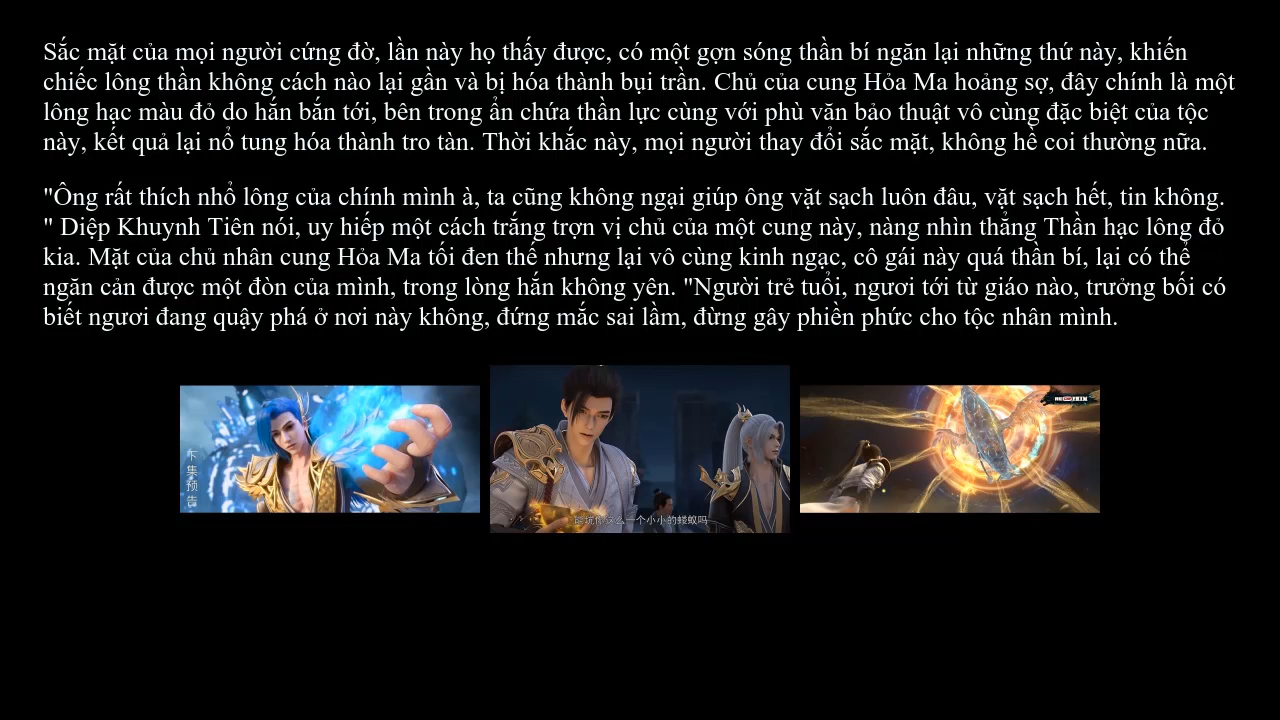 Sắc mặt của mọi người cứng đờ, lần này họ thấy được, có một gợn sóng thần bí ngăn lại những thứ này, khiến
chiếc lông thần không cách nào lại gần và bị hóa thành bụi trần. Chủ của cung Hỏa Ma hoảng sợ, đây chính là một
lông hạc màu đỏ do hắn bắn tới, bên trong ẩn chứa thần lực cùng với phù văn bảo thuật vô cùng đặc biệt của tộc
này, kết quả lại nổ tung hóa thành tro tàn. Thời khắc này, mọi người thay đổi sắc mặt, không hề coi thường nữa.
"Ông rất thích nhổ lông của chính mình à, ta cũng không ngại giúp ông vặt sạch luôn đâu, vặt sạch hết, tin không.
" Diệp Khuynh Tiên nói, uy hiếp một cách trắng trợn vị chủ của một cung này, nàng nhìn thẳng Thần hạc lông đỏ
kia. Mặt của chủ nhân cung Hỏa Ma tối đen thế nhưng lại vô cùng kinh ngạc, cô gái này quá thần bí, lại có thể
ngăn cản được một đòn của mình, trong lòng hắn không yên. "Người trẻ tuổi, ngươi tới từ giáo nào, trưởng bối có
biết ngươi đang quậy phá ở nơi này không, đứng mắc sai lầm, đừng gây phiền phức cho tộc nhân mình.
下集预告
这么一个小小的蝼蚁吗